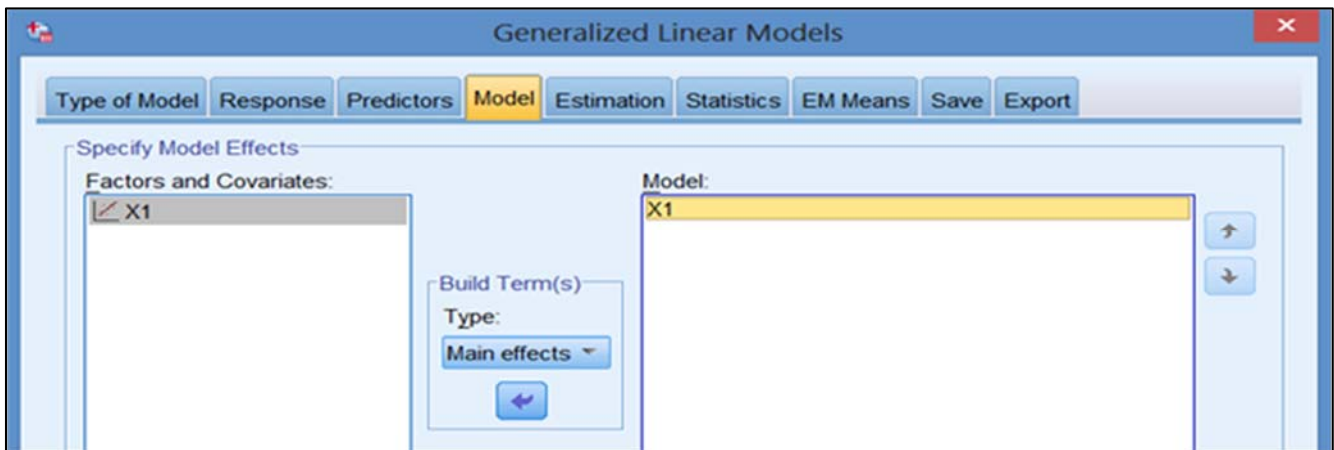 Generalized Linear Models
Type of Model Response Predictors Model Estimation Statistics EM Means Save Export
Specify Model Effects
Factors and Covariates:
X1
Build Term(s)
Type:
Main effects
Model:
X1